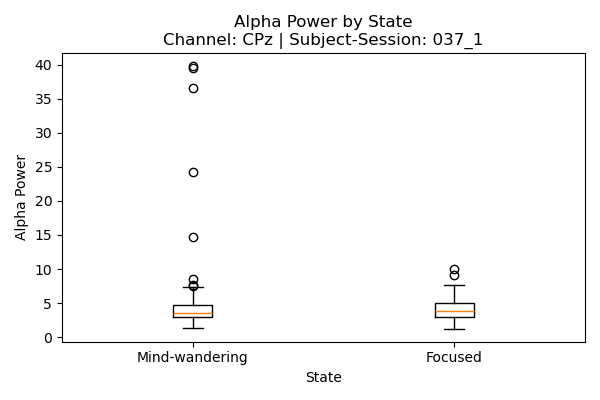 Alpha Power by State
Channel: CPz | Subject-Session: 037_1
40
35
30
25
20
15
10
5
0
Alpha Power
Mind-wandering
Focused
State